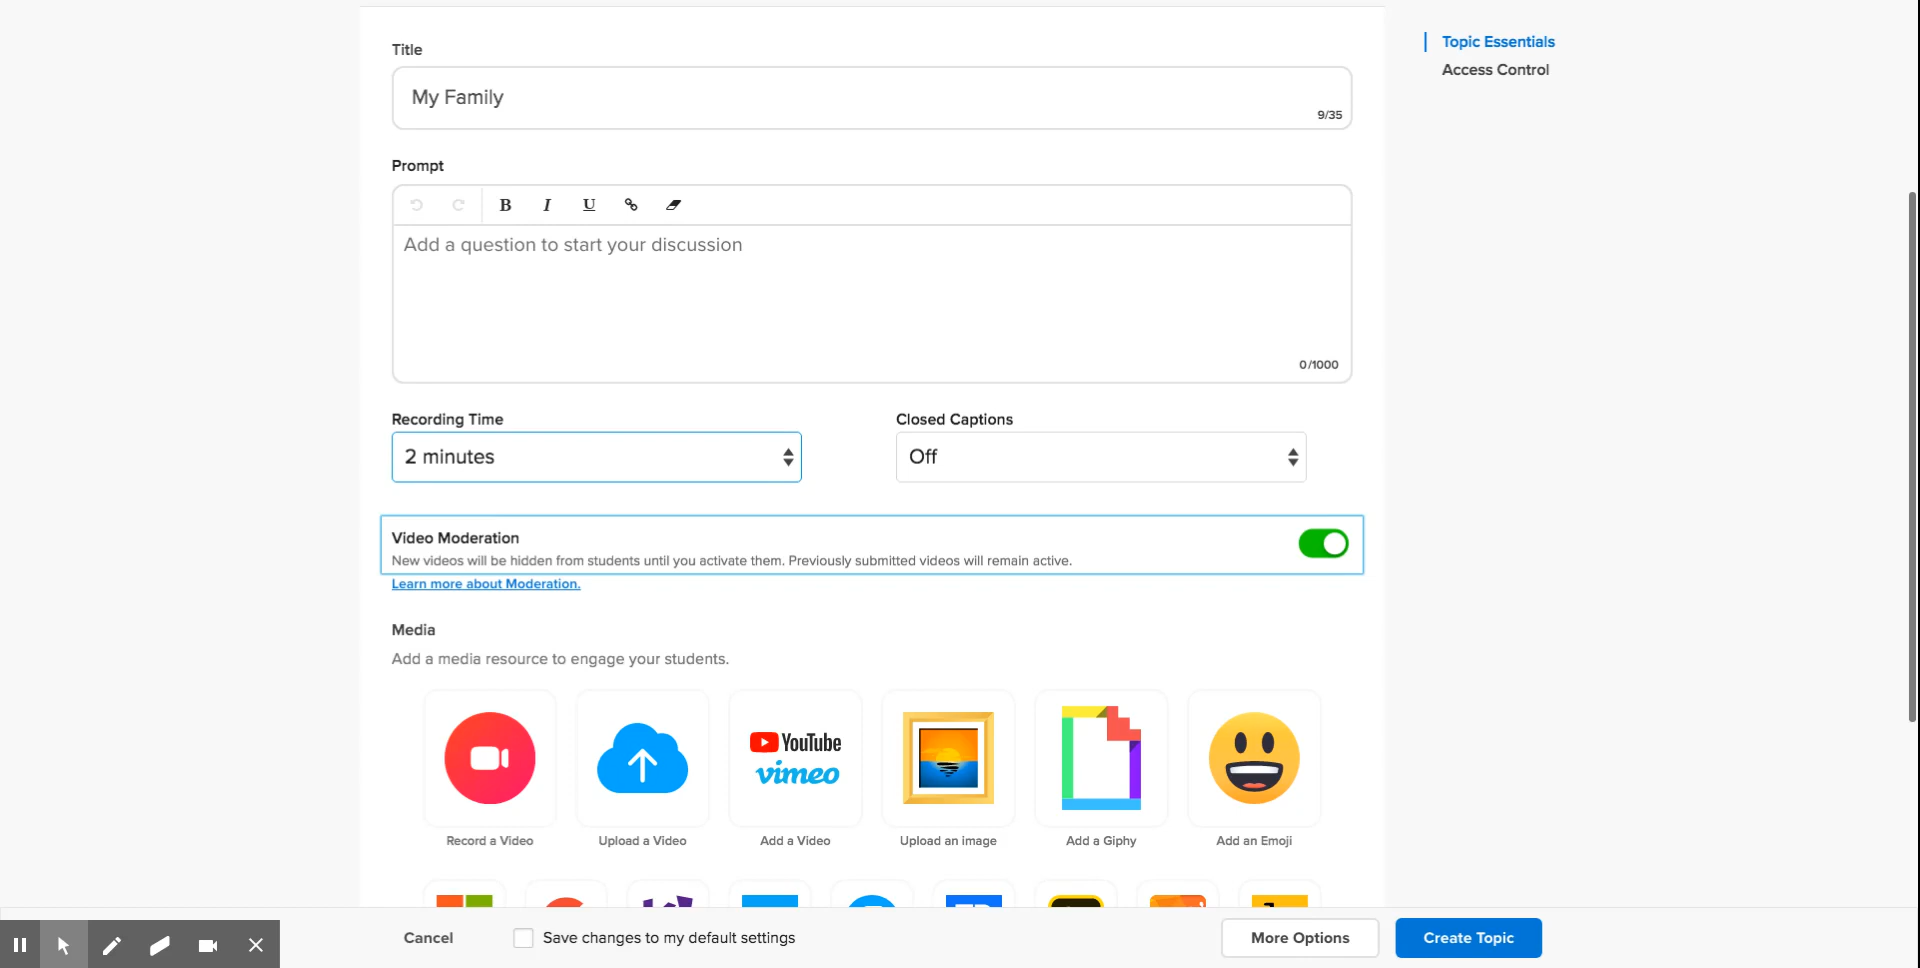 Topic Essentials
Access Control
Title
My Family
9/35
Prompt
B I U
Add a question to start your discussion
0/1000
Recording Time
Closed Captions
2 minutes
Off
Video Moderation
New videos will be hidden from students until you activate them. Previously submitted videos will remain active.
Learn more about Moderation.
Media
Add a media resource to engage your students.
YouTube
vimeo
Record a Video
Upload a Video
Add a Video
Upload an image
Add a Giphy
Add an Emoji
Cancel
Save changes to my default settings
More Options
Create Topic